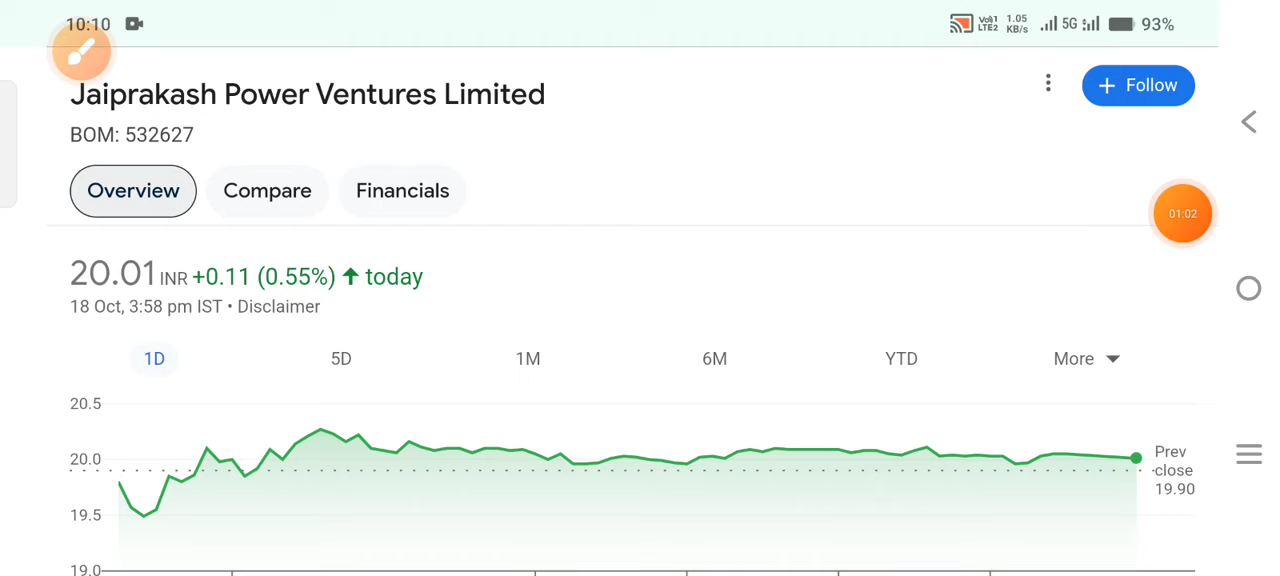 10:10 Vo)) 1 LTE2 1.05 KB/s 5G 93%
Jaiprakash Power Ventures Limited
+ Follow
BOM: 532627
Overview Compare Financials
01:02
20.01 INR +0.11 (0.55%) ↑ today
18 Oct, 3:58 pm IST • Disclaimer
1D 5D 1M 6M YTD More
20.5
20.0
19.5
19.0
Prev
close
19.90